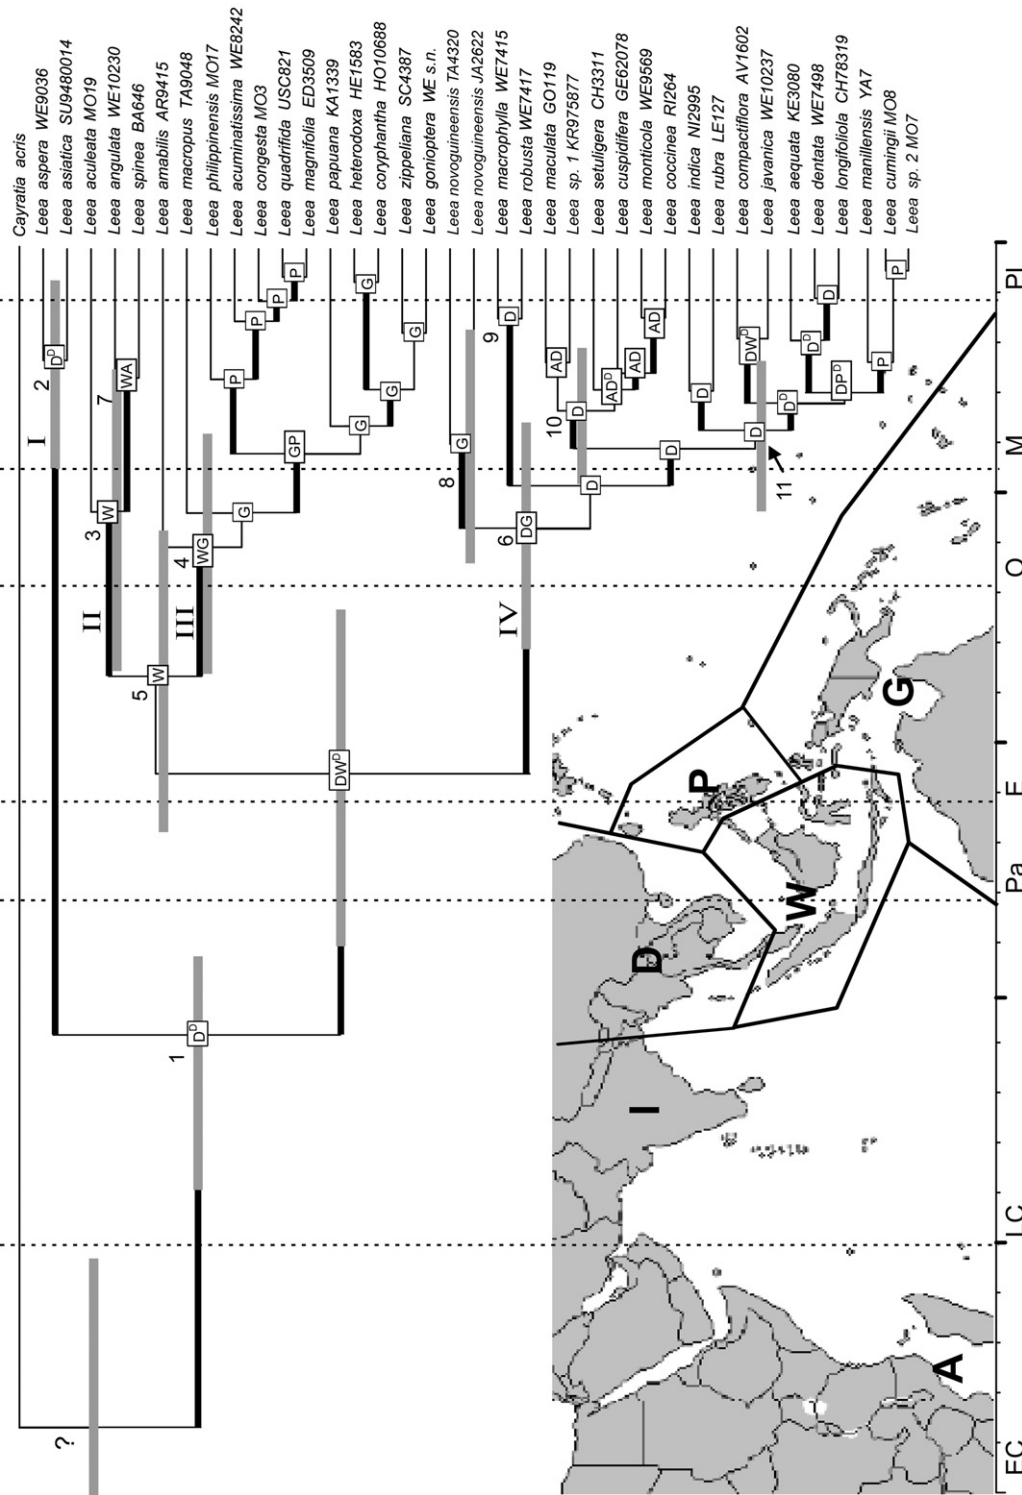 Cayratia acris
Leea aspera WE9036
Leea asiatica SU9480014
Leea aculeata MO19
Leea angulata WE10230
Leea spinea BA646
Leea amabilis AR9415
Leea macropus TA9048
Leea philippinensis MO17
Leea acuminatissima WE8242
Leea congesta MO3
Leea quadrifida USC821
Leea magnifolia ED3509
Leea papuana KA1339
Leea heterodoxa HE1583
Leea coryphantha HO10688
Leea zippeliana SC4387
Leea gonioptera WE s.n.
Leea novoguineensis TA4320
Leea novoguineensis JA2622
Leea macrophylla WE7415
Leea robusta WE7417
Leea maculata GO119
Leea sp. 1 KR975877
Leea setuligera CH3311
Leea cuspidifera GE62078
Leea monticola WE9569
Leea coccinea RI264
Leea indica NI2995
Leea rubra LE127
Leea compactiflora AV1602
Leea javanica WE10237
Leea aequata KE3080
Leea dentata WE7498
Leea longifoliola CH78319
Leea manillensis YA7
Leea cumingii MO8
Leea sp. 2 MO7
?
1 D^D
2 D^D
I
II
3 W
7 WA
5 W
III
4 WG
G
GP
P
P
P
P
G
G
G
G
DW^D
IV
6 DG
8 G
9 D
D
10 D
AD
AD^D
AD
AD
D
11 D
D
DW^D
D^D
D^D
D
DP^D
P
P
A
I
D
W
P
G
EC
LC
Pa
E
O
M
Pl